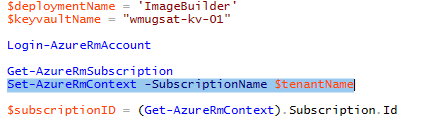 $deploymentName = 'ImageBuilder'
$keyvaultName = "wmugsat-kv-01"
Login-AzureRmAccount
Get-AzureRmSubscription
Set-AzureRmContext -SubscriptionName $tenantName
$subscriptionID = (Get-AzureRmContext).Subscription.Id